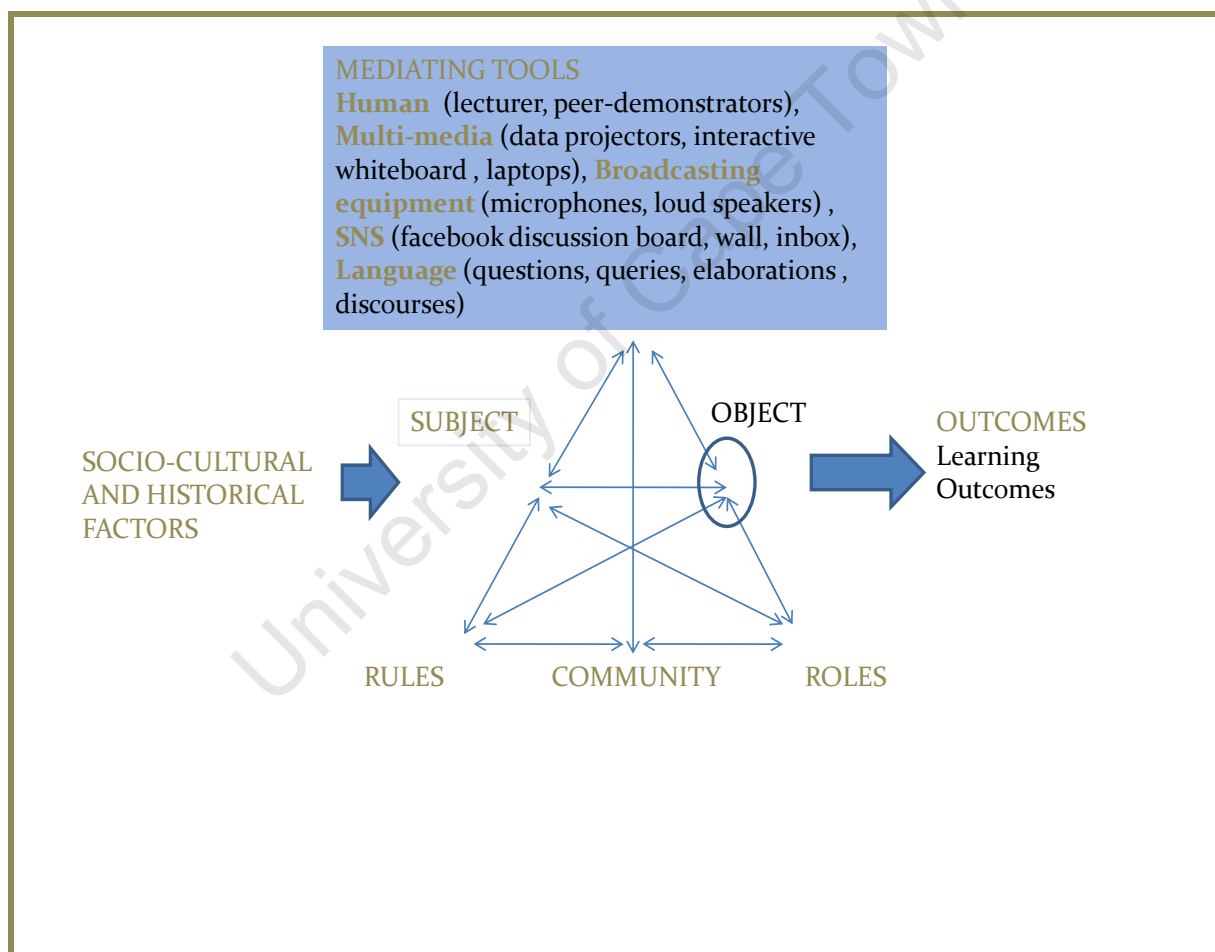 MEDIATING TOOLS
Human (lecturer, peer-demonstrators),
Multi-media (data projectors, interactive
whiteboard , laptops), Broadcasting
equipment (microphones, loud speakers) ,
SNS (facebook discussion board, wall, inbox),
Language (questions, queries, elaborations ,
discourses)
SUBJECT
OBJECT
OUTCOMES
Learning
Outcomes
SOCIO-CULTURAL
AND HISTORICAL
FACTORS
RULES
COMMUNITY
ROLES
University of Cape Town